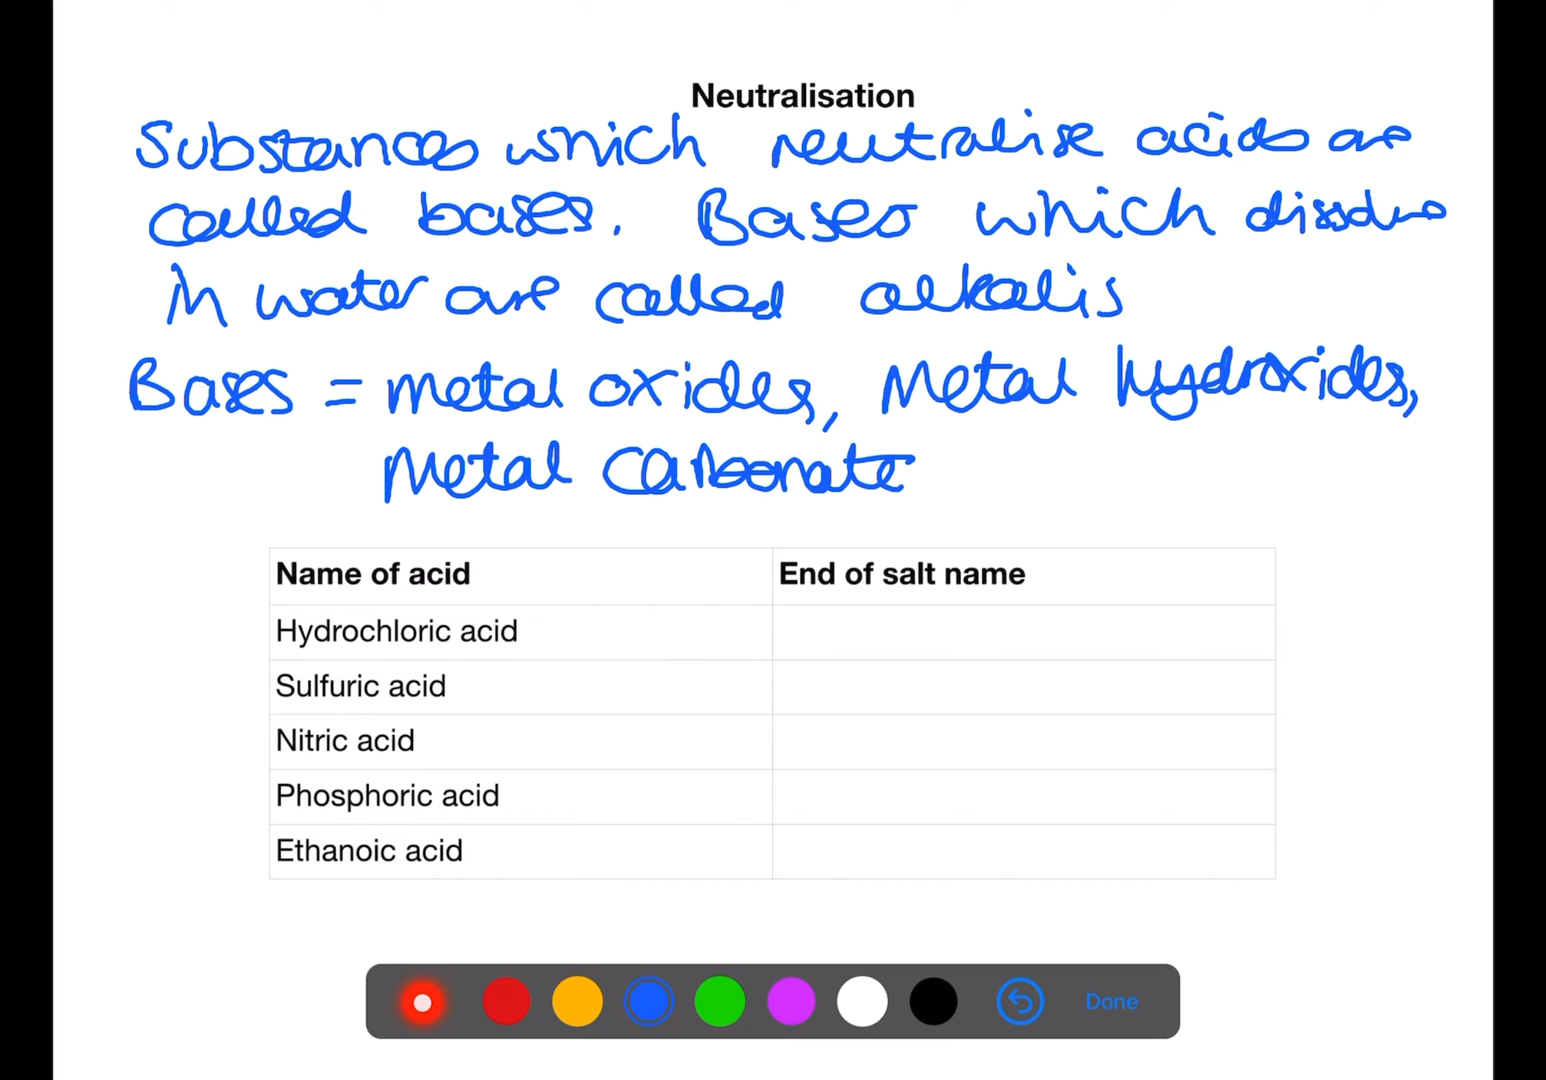 Neutralisation
Substances which neutralise acids are
called bases. Bases which dissolve
in water are called alkalis
Bases = metal oxides, Metal hydroxides,
Metal carbonate
Name of acid End of salt name
Hydrochloric acid
Sulfuric acid
Nitric acid
Phosphoric acid
Ethanoic acid
Done